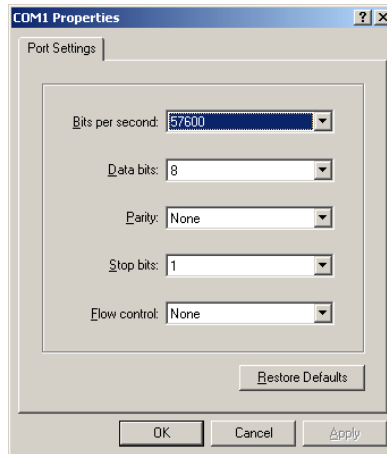 COM1 Properties
Port Settings
Bits per second: 57600
Data bits: 8
Parity: None
Stop bits: 1
Flow control: None
Restore Defaults
OK Cancel Apply